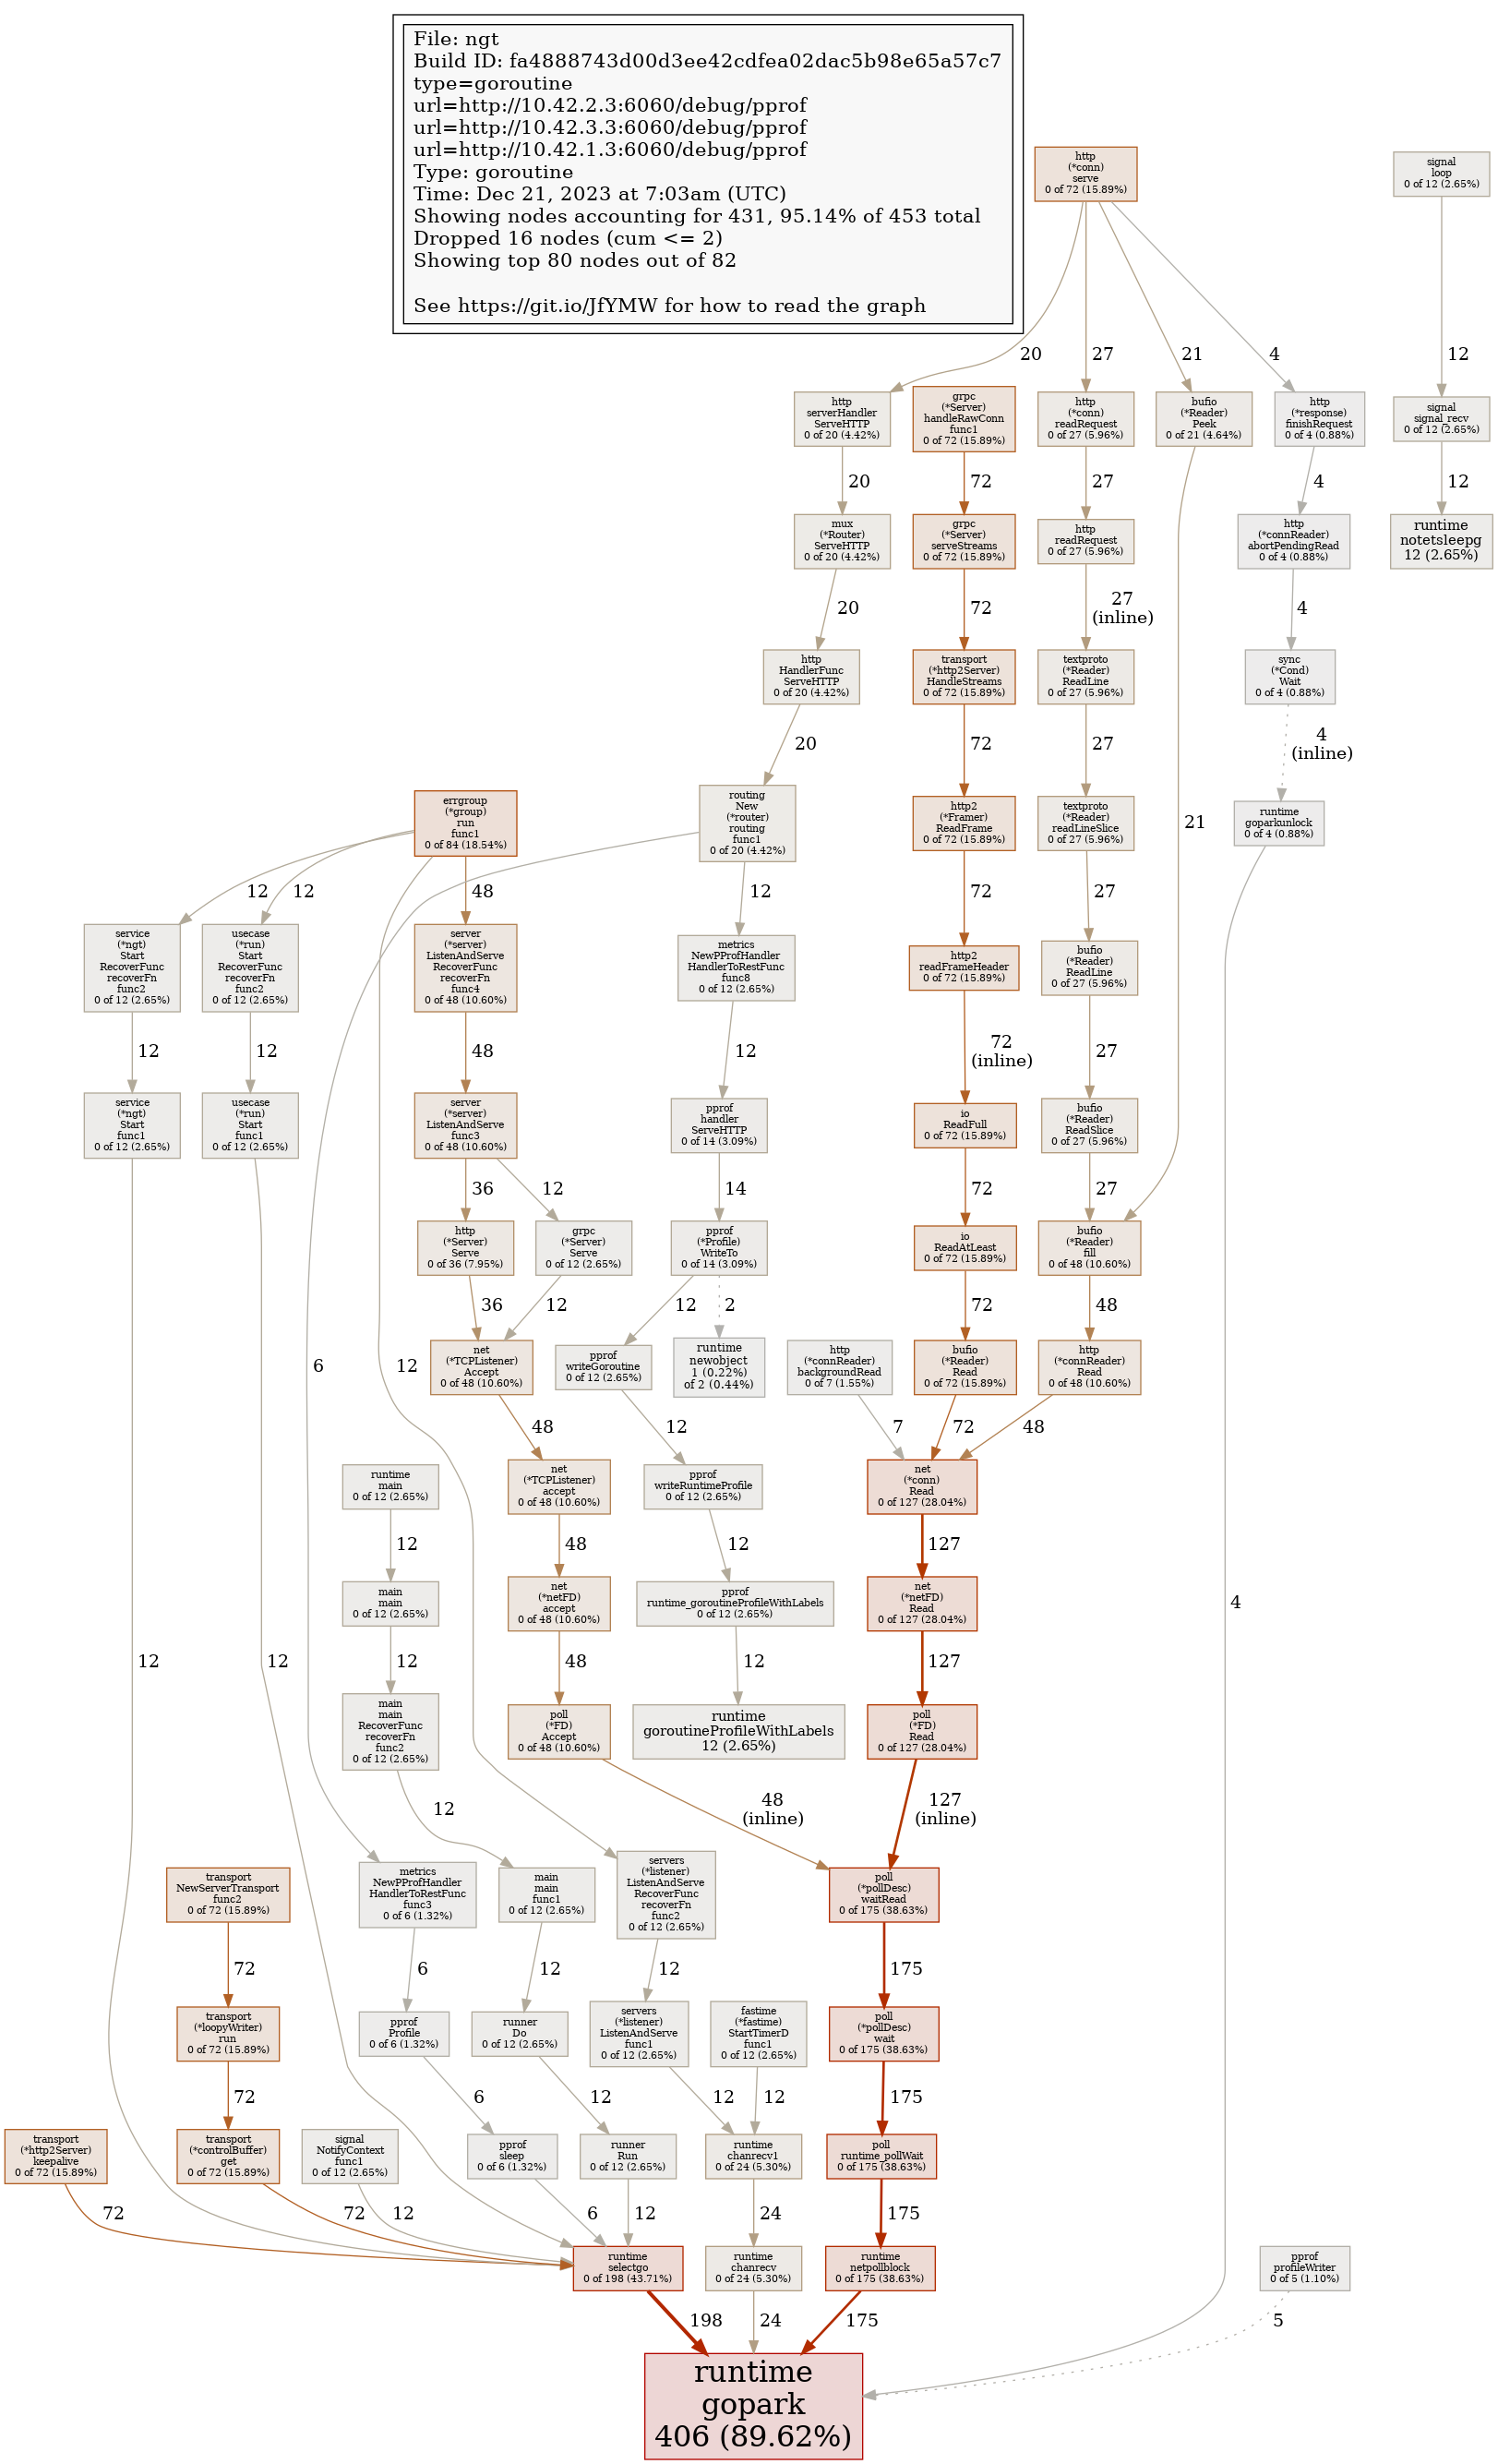 File: ngt
Build ID: fa4888743d00d3ee42cdfea02dac5b98e65a57c7
type=goroutine
url=http://10.42.2.3:6060/debug/pprof
url=http://10.42.3.3:6060/debug/pprof
url=http://10.42.1.3:6060/debug/pprof
Type: goroutine
Time: Dec 21, 2023 at 7:03am (UTC)
Showing nodes accounting for 431, 95.14% of 453 total
Dropped 16 nodes (cum <= 2)
Showing top 80 nodes out of 82
See https://git.io/JfYMW for how to read the graph
http
(*conn)
serve
0 of 72 (15.89%)
signal
loop
0 of 12 (2.65%)
20
27
21
4
12
http
serverHandler
ServeHTTP
0 of 20 (4.42%)
grpc
(*Server)
handleRawConn
func1
0 of 72 (15.89%)
http
(*conn)
readRequest
0 of 27 (5.96%)
bufio
(*Reader)
Peek
0 of 21 (4.64%)
http
(*response)
finishRequest
0 of 4 (0.88%)
signal
signal_recv
0 of 12 (2.65%)
20
72
27
4
12
mux
(*Router)
ServeHTTP
0 of 20 (4.42%)
grpc
(*Server)
serveStreams
0 of 72 (15.89%)
http
readRequest
0 of 27 (5.96%)
http
(*connReader)
abortPendingRead
0 of 4 (0.88%)
runtime
notetsleepg
12 (2.65%)
20
72
27
(inline)
4
http
HandlerFunc
ServeHTTP
0 of 20 (4.42%)
transport
(*http2Server)
HandleStreams
0 of 72 (15.89%)
textproto
(*Reader)
ReadLine
0 of 27 (5.96%)
sync
(*Cond)
Wait
0 of 4 (0.88%)
20
72
27
4
(inline)
errgroup
(*group)
run
func1
0 of 84 (18.54%)
routing
New
(*router)
routing
func1
0 of 20 (4.42%)
http2
(*Framer)
ReadFrame
0 of 72 (15.89%)
textproto
(*Reader)
readLineSlice
0 of 27 (5.96%)
21
runtime
goparkunlock
0 of 4 (0.88%)
12
12
48
12
72
27
service
(*ngt)
Start
RecoverFunc
recoverFn
func2
0 of 12 (2.65%)
usecase
(*run)
Start
RecoverFunc
recoverFn
func2
0 of 12 (2.65%)
server
(*server)
ListenAndServe
RecoverFunc
recoverFn
func4
0 of 48 (10.60%)
metrics
NewPProfHandler
HandlerToRestFunc
func8
0 of 12 (2.65%)
http2
readFrameHeader
0 of 72 (15.89%)
bufio
(*Reader)
ReadLine
0 of 27 (5.96%)
12
12
48
12
72
(inline)
27
service
(*ngt)
Start
func1
0 of 12 (2.65%)
usecase
(*run)
Start
func1
0 of 12 (2.65%)
server
(*server)
ListenAndServe
func3
0 of 48 (10.60%)
pprof
handler
ServeHTTP
0 of 14 (3.09%)
io
ReadFull
0 of 72 (15.89%)
bufio
(*Reader)
ReadSlice
0 of 27 (5.96%)
36
12
14
72
27
http
(*Server)
Serve
0 of 36 (7.95%)
grpc
(*Server)
Serve
0 of 12 (2.65%)
pprof
(*Profile)
WriteTo
0 of 14 (3.09%)
io
ReadAtLeast
0 of 72 (15.89%)
bufio
(*Reader)
fill
0 of 48 (10.60%)
36
12
12
2
72
48
6
12
net
(*TCPListener)
Accept
0 of 48 (10.60%)
pprof
writeGoroutine
0 of 12 (2.65%)
runtime
newobject
1 (0.22%)
of 2 (0.44%)
http
(*connReader)
backgroundRead
0 of 7 (1.55%)
bufio
(*Reader)
Read
0 of 72 (15.89%)
http
(*connReader)
Read
0 of 48 (10.60%)
48
12
7
72
48
runtime
main
0 of 12 (2.65%)
net
(*TCPListener)
accept
0 of 48 (10.60%)
pprof
writeRuntimeProfile
0 of 12 (2.65%)
net
(*conn)
Read
0 of 127 (28.04%)
12
48
12
127
main
main
0 of 12 (2.65%)
net
(*netFD)
accept
0 of 48 (10.60%)
pprof
runtime_goroutineProfileWithLabels
0 of 12 (2.65%)
net
(*netFD)
Read
0 of 127 (28.04%)
4
12
12
12
48
12
127
main
main
RecoverFunc
recoverFn
func2
0 of 12 (2.65%)
poll
(*FD)
Accept
0 of 48 (10.60%)
runtime
goroutineProfileWithLabels
12 (2.65%)
poll
(*FD)
Read
0 of 127 (28.04%)
12
48
(inline)
127
(inline)
transport
NewServerTransport
func2
0 of 72 (15.89%)
metrics
NewPProfHandler
HandlerToRestFunc
func3
0 of 6 (1.32%)
main
main
func1
0 of 12 (2.65%)
servers
(*listener)
ListenAndServe
RecoverFunc
recoverFn
func2
0 of 12 (2.65%)
poll
(*pollDesc)
waitRead
0 of 175 (38.63%)
72
6
12
12
175
transport
(*loopyWriter)
run
0 of 72 (15.89%)
pprof
Profile
0 of 6 (1.32%)
runner
Do
0 of 12 (2.65%)
servers
(*listener)
ListenAndServe
func1
0 of 12 (2.65%)
fastime
(*fastime)
StartTimerD
func1
0 of 12 (2.65%)
poll
(*pollDesc)
wait
0 of 175 (38.63%)
72
6
12
12
12
175
transport
(*http2Server)
keepalive
0 of 72 (15.89%)
transport
(*controlBuffer)
get
0 of 72 (15.89%)
signal
NotifyContext
func1
0 of 12 (2.65%)
pprof
sleep
0 of 6 (1.32%)
runner
Run
0 of 12 (2.65%)
runtime
chanrecv1
0 of 24 (5.30%)
poll
runtime_pollWait
0 of 175 (38.63%)
72
72
12
6
12
24
175
runtime
selectgo
0 of 198 (43.71%)
runtime
chanrecv
0 of 24 (5.30%)
runtime
netpollblock
0 of 175 (38.63%)
pprof
profileWriter
0 of 5 (1.10%)
198
24
175
5
runtime
gopark
406 (89.62%)